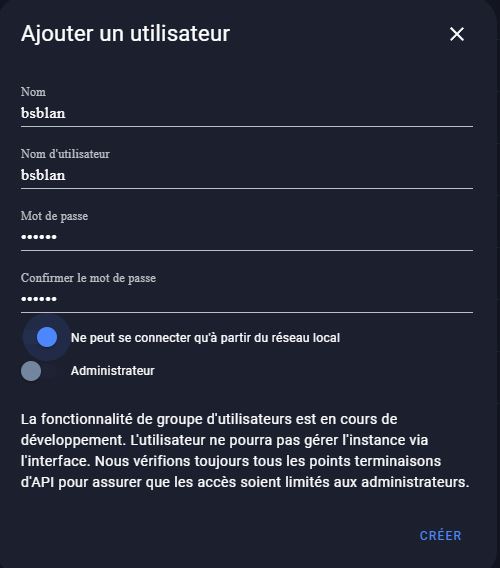 Ajouter un utilisateur
Nom
bsblan
Nom d'utilisateur
bsblan
Mot de passe
••••••
Confirmer le mot de passe
••••••
Ne peut se connecter qu'à partir du réseau local
Administrateur
La fonctionnalité de groupe d'utilisateurs est en cours de
développement. L'utilisateur ne pourra pas gérer l'instance via
l'interface. Nous vérifions toujours tous les points terminaisons
d'API pour assurer que les accès soient limités aux administrateurs.
CRÉER